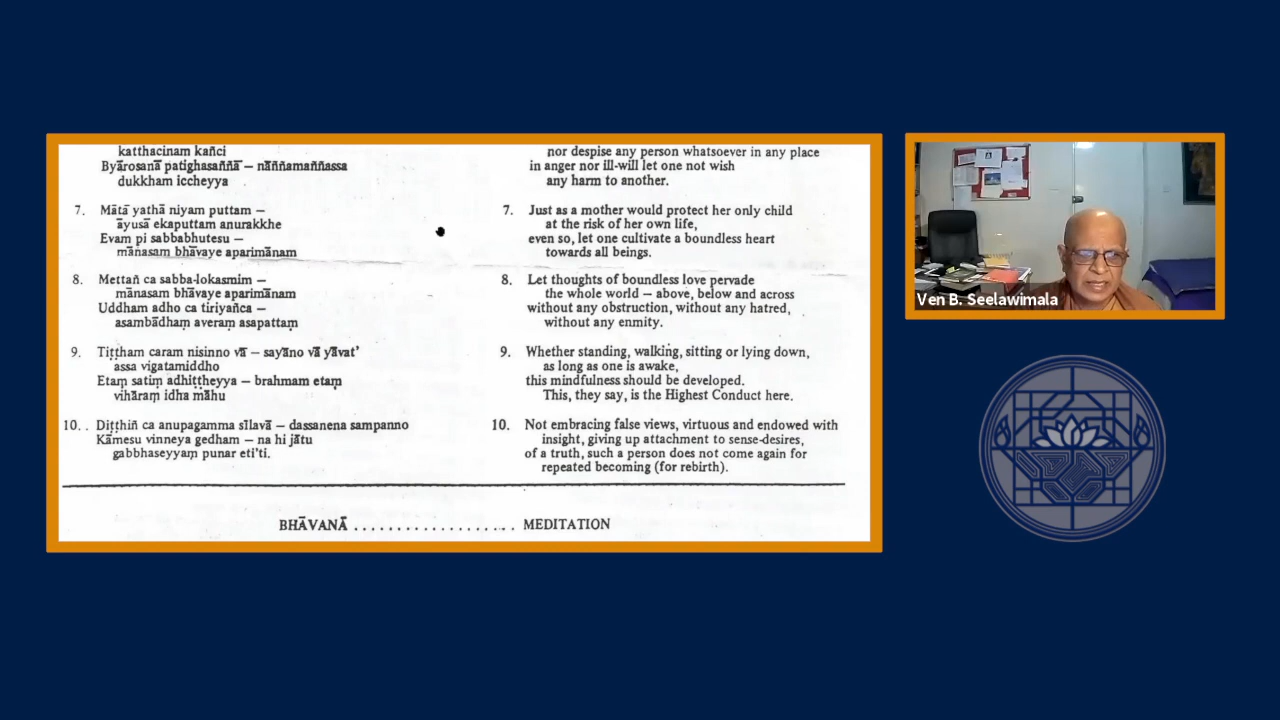 katthacinam kañci
Byārosanā patighasaññā — nāññamaññassa
dukkham iccheyya
7. Mātā yathā niyam puttam —
āyusā ekaputtam anurakkhe
Evam pi sabbabhutesu —
mānasam bhāvaye aparimānam
8. Mettañ ca sabba-lokasmim —
mānasam bhāvaye aparimānam
Uddham adho ca tiriyañca —
asambādhaṃ averaṃ asapattaṃ
9. Tiṭṭham caram nisinno vā — sayāno vā yāvat’
assa vigatamiddho
Etaṃ satiṃ adhiṭṭheyya — brahmam etaṃ
vihāraṃ idha māhu
10. . Diṭṭhiñ ca anupagamma sīlavā — dassanena sampanno
Kāmesu vinneya gedham — na hi jātu
gabbhaseyyaṃ punar eti’ti.
nor despise any person whatsoever in any place
in anger nor ill-will let one not wish
any harm to another.
7. Just as a mother would protect her only child
at the risk of her own life,
even so, let one cultivate a boundless heart
towards all beings.
8. Let thoughts of boundless love pervade
the whole world — above, below and across
without any obstruction, without any hatred,
without any enmity.
9. Whether standing, walking, sitting or lying down,
as long as one is awake,
this mindfulness should be developed.
This, they say, is the Highest Conduct here.
10. Not embracing false views, virtuous and endowed with
insight, giving up attachment to sense-desires,
of a truth, such a person does not come again for
repeated becoming (for rebirth).
BHĀVANĀ . . . . . . . . . . . . . . . . . . . MEDITATION
Ven B. Seelawimala